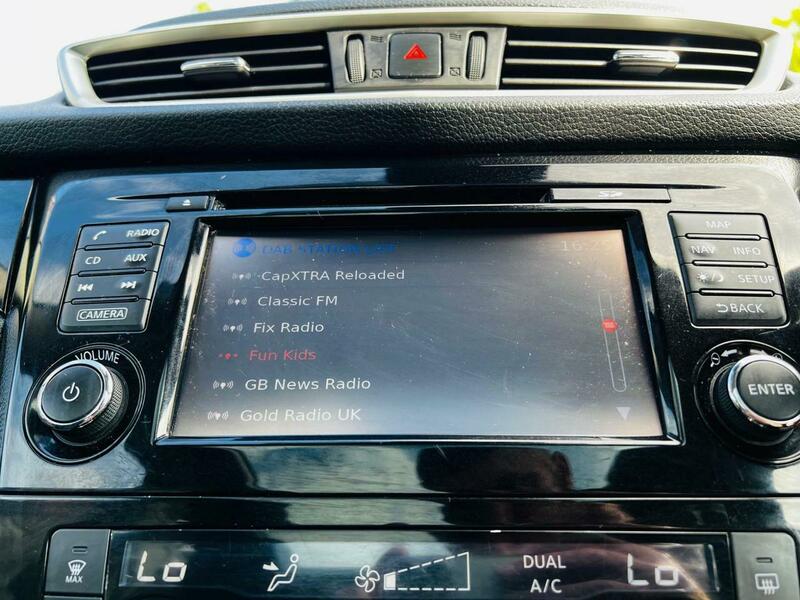 SD
RADIO
CD AUX
CAMERA
VOLUME
DAB STATION LIST
CapXTRA Reloaded
Classic FM
Fix Radio
Fun Kids
GB News Radio
Gold Radio UK
MAP
NAV INFO
SETUP
BACK
ENTER
MAX
Lo
DUAL
A/C
Lo